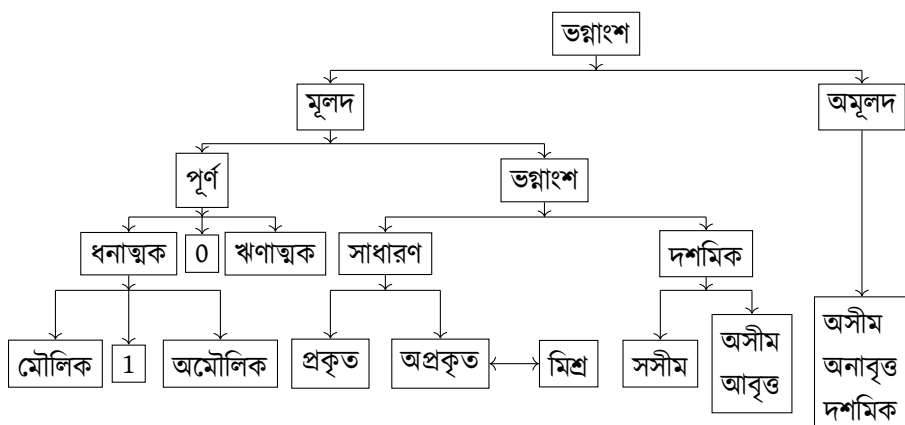 ভগ্নাংশ
মূলদ
অমূলদ
পূর্ণ
ভগ্নাংশ
ধনাত্মক
0
ঋণাত্মক
সাধারণ
দশমিক
মৌলিক
1
অমৌলিক
প্রকৃত
অপ্রকৃত
মিশ্র
সসীম
অসীম
আবৃত্ত
অসীম
অনাবৃত্ত
দশমিক